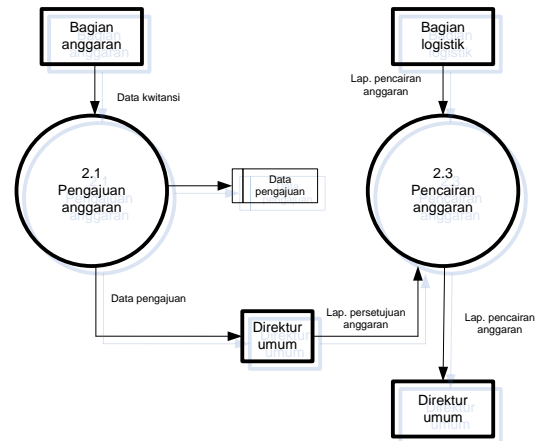 Bagian
anggaran
Bagian
logistik
Data kwitansi
Lap. pencairan
anggaran
2.1
Pengajuan
anggaran
Data
pengajuan
2.3
Pencairan
anggaran
Data pengajuan
Direktur
umum
Lap. persetujuan
anggaran
Lap. pencairan
anggaran
Direktur
umum